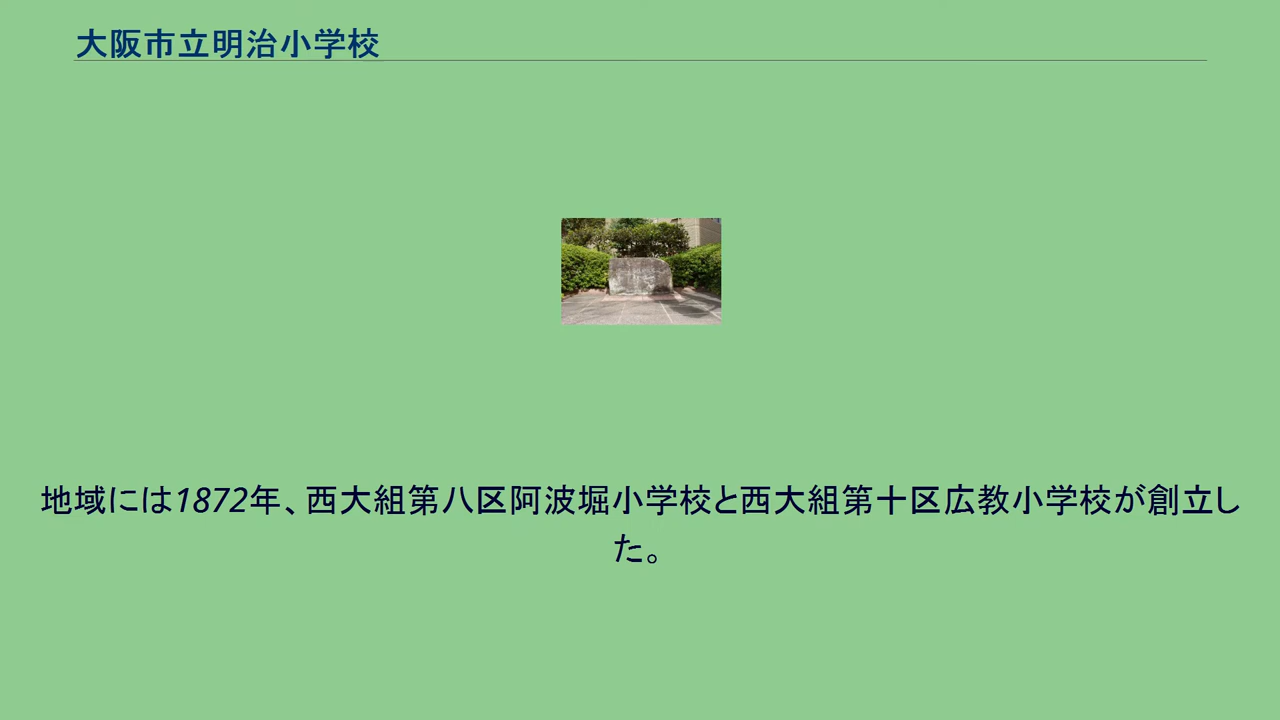 大阪市立明治小学校
地域には1872年、西大組第八区阿波堀小学校と西大組第十区広教小学校が創立し
た。